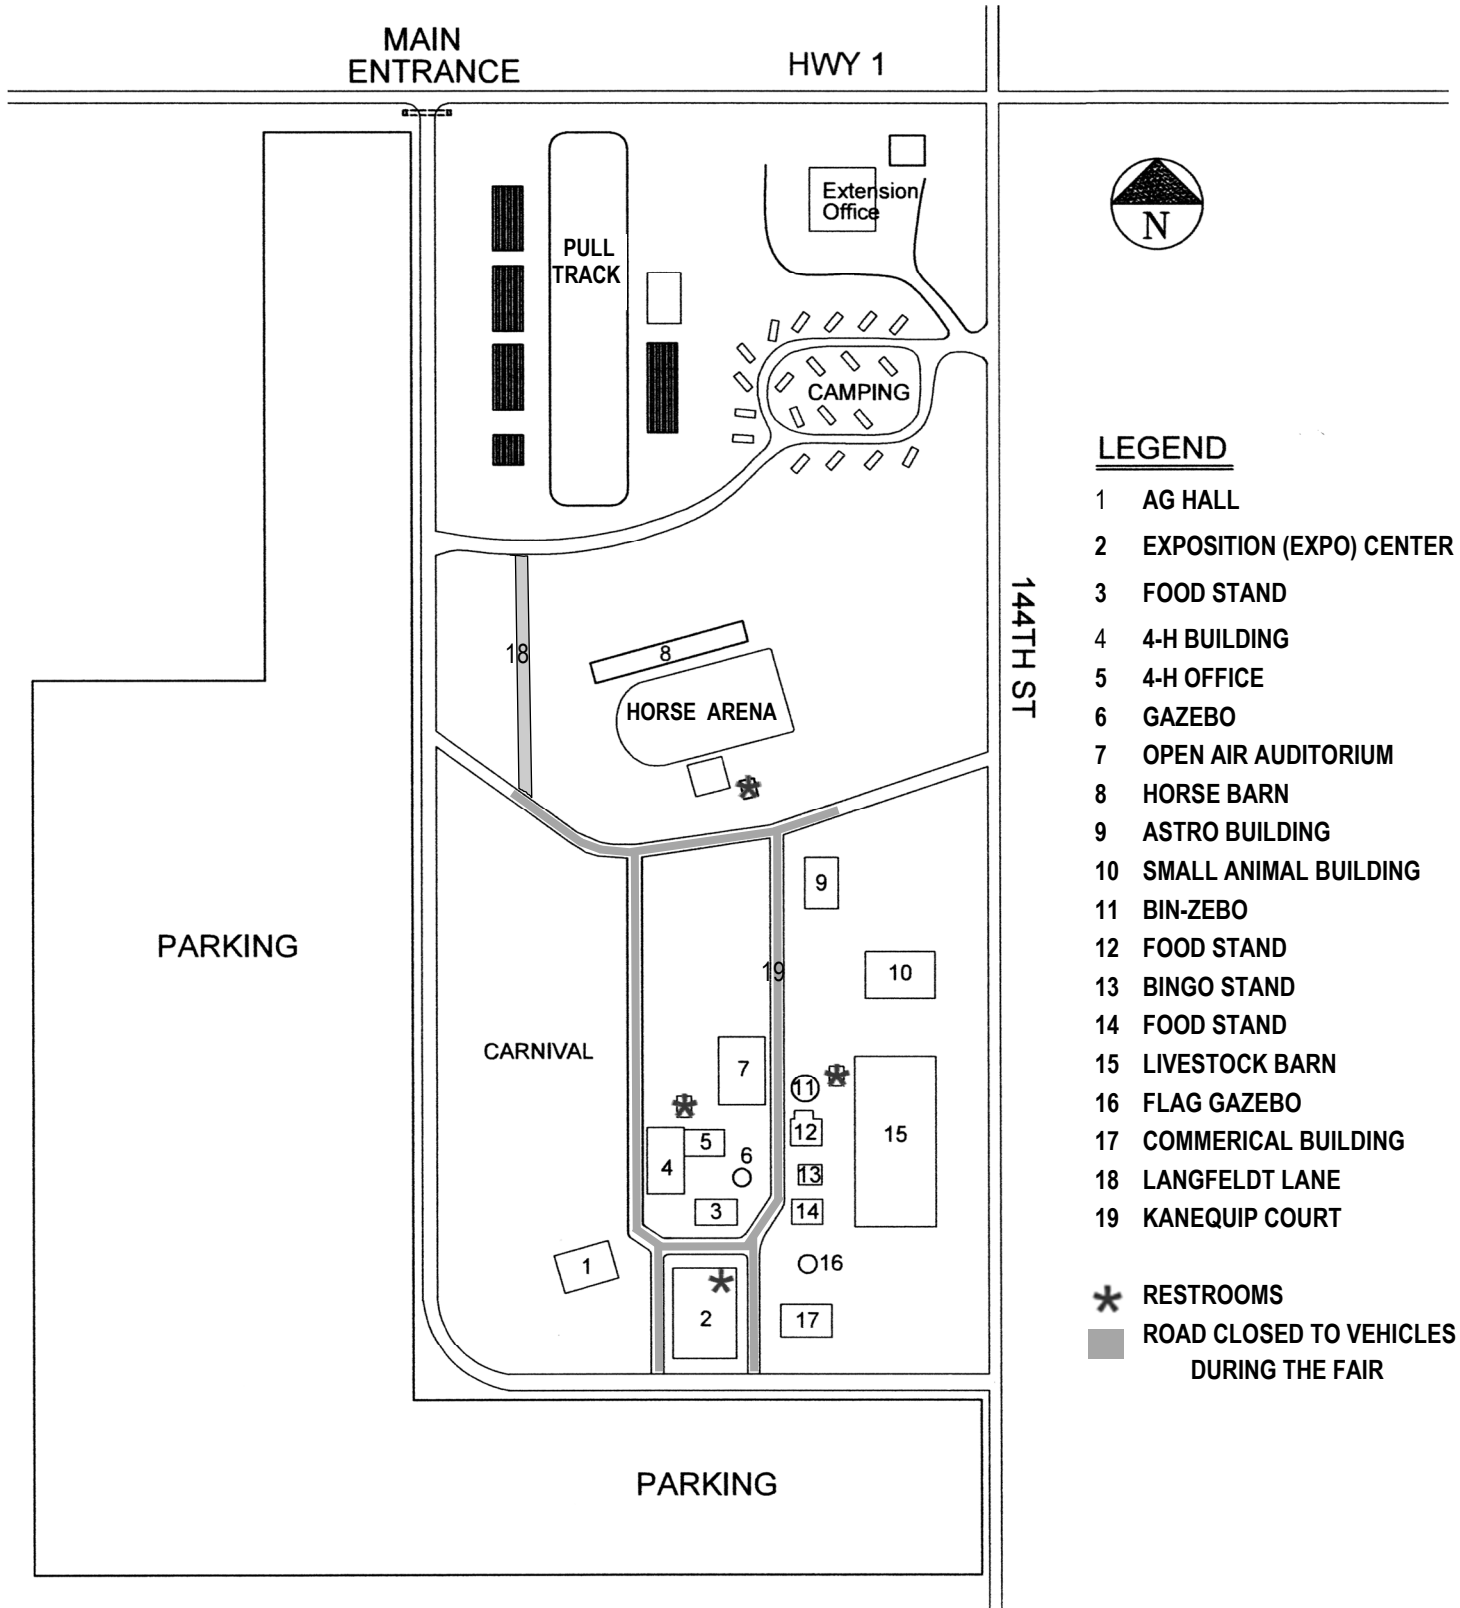 MAIN
ENTRANCE
HWY 1
Extension
Office
N
PULL
TRACK
CAMPING
144TH ST
18
8
HORSE ARENA
9
PARKING
19
10
CARNIVAL
7
11
12
15
5
6
4
13
3
14
1
16
2
17
PARKING
LEGEND
1 AG HALL
2 EXPOSITION (EXPO) CENTER
3 FOOD STAND
4 4-H BUILDING
5 4-H OFFICE
6 GAZEBO
7 OPEN AIR AUDITORIUM
8 HORSE BARN
9 ASTRO BUILDING
10 SMALL ANIMAL BUILDING
11 BIN-ZEBO
12 FOOD STAND
13 BINGO STAND
14 FOOD STAND
15 LIVESTOCK BARN
16 FLAG GAZEBO
17 COMMERICAL BUILDING
18 LANGFELDT LANE
19 KANEQUIP COURT
RESTROOMS
ROAD CLOSED TO VEHICLES
DURING THE FAIR